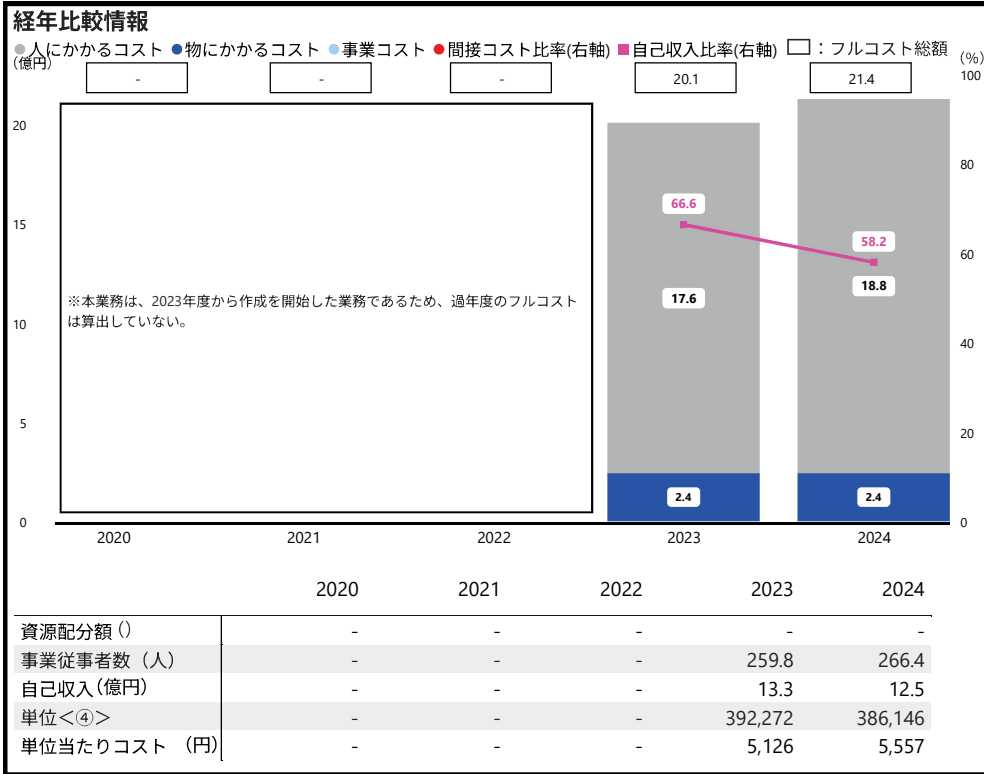 経年比較情報
●人にかかるコスト ●物にかかるコスト ●事業コスト ●間接コスト比率(右軸) ■自己収入比率(右軸) □：フルコスト総額
(億円) (%)
- - - 20.1 21.4 100
20
80
15
66.6
58.2
60
※本業務は、2023年度から作成を開始した業務であるため、過年度のフルコスト
は算出していない。
17.6 18.8
10
40
5
20
2.4 2.4
0 0
2020 2021 2022 2023 2024
2020 2021 2022 2023 2024
資源配分額 () - - - - -
事業従事者数（人） - - - 259.8 266.4
自己収入(億円) - - - 13.3 12.5
単位＜④＞ - - - 392,272 386,146
単位当たりコスト （円) - - - 5,126 5,557